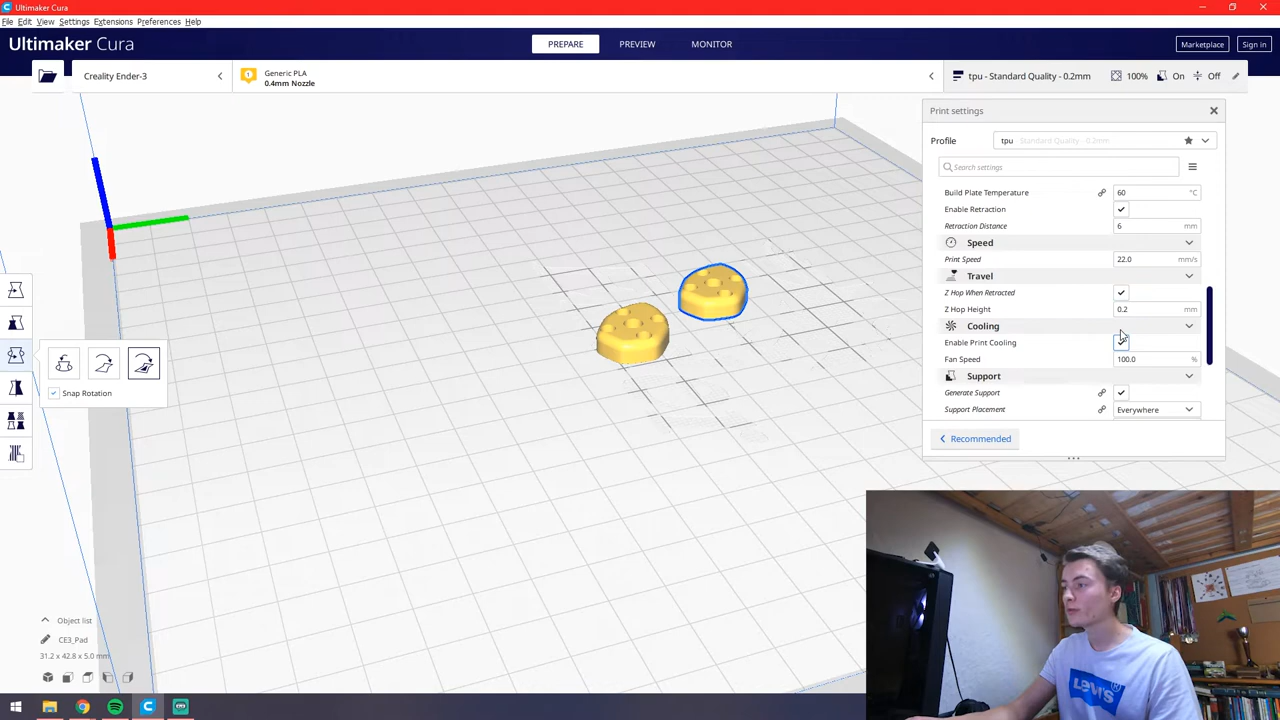 Ultimaker Cura
File Edit View Settings Extensions Preferences Help
Ultimaker Cura PREPARE PREVIEW MONITOR Marketplace Sign in
Creality Ender-3
Generic PLA
0.4mm Nozzle
tpu - Standard Quality - 0.2mm 100% On Off
Print settings
Profile tpu Standard Quality - 0.2mm
Search settings
Build Plate Temperature 60 °C
Enable Retraction
Retraction Distance 6 mm
Speed
Print Speed 22.0 mm/s
Travel
Z Hop When Retracted
Z Hop Height 0.2 mm
Cooling
Enable Print Cooling
Fan Speed 100.0 %
Support
Generate Support
Support Placement Everywhere
Recommended
Snap Rotation
Object list
CE3_Pad
31.2 x 42.8 x 5.0 mm
LEVI'S